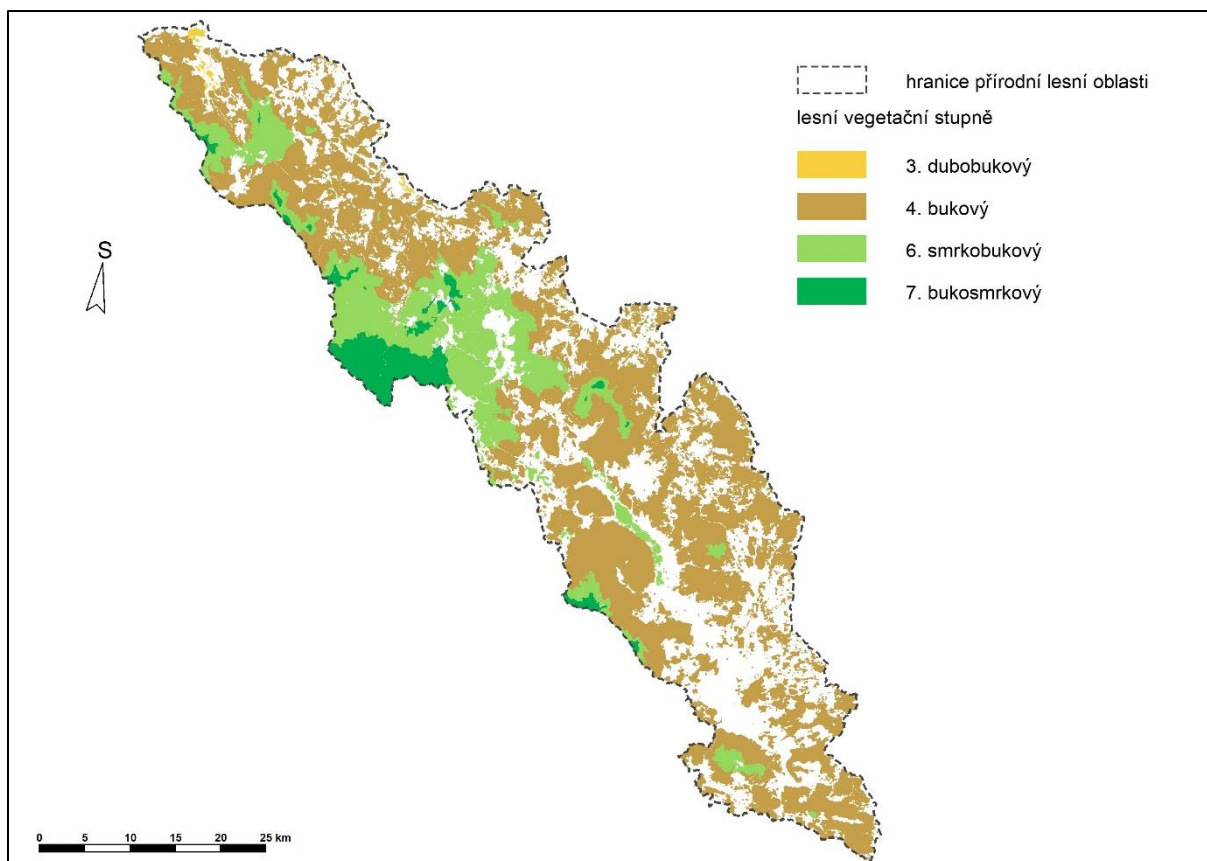 hranice přírodní lesní oblasti
lesní vegetační stupně
3. dubobukový
4. bukový
6. smrkobukový
7. bukosmrkový
S
0 5 10 15 20 25 km